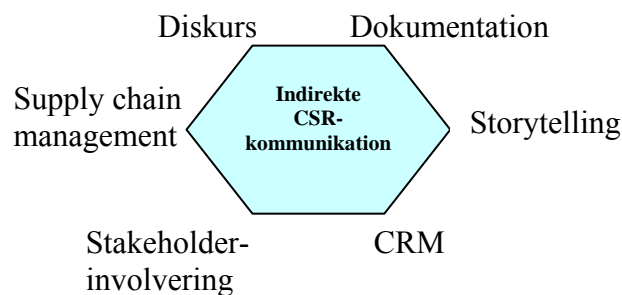 Diskurs
Dokumentation
Supply chain
management
Indirekte
CSR-
kommunikation
Storytelling
Stakeholder-
involvering
CRM